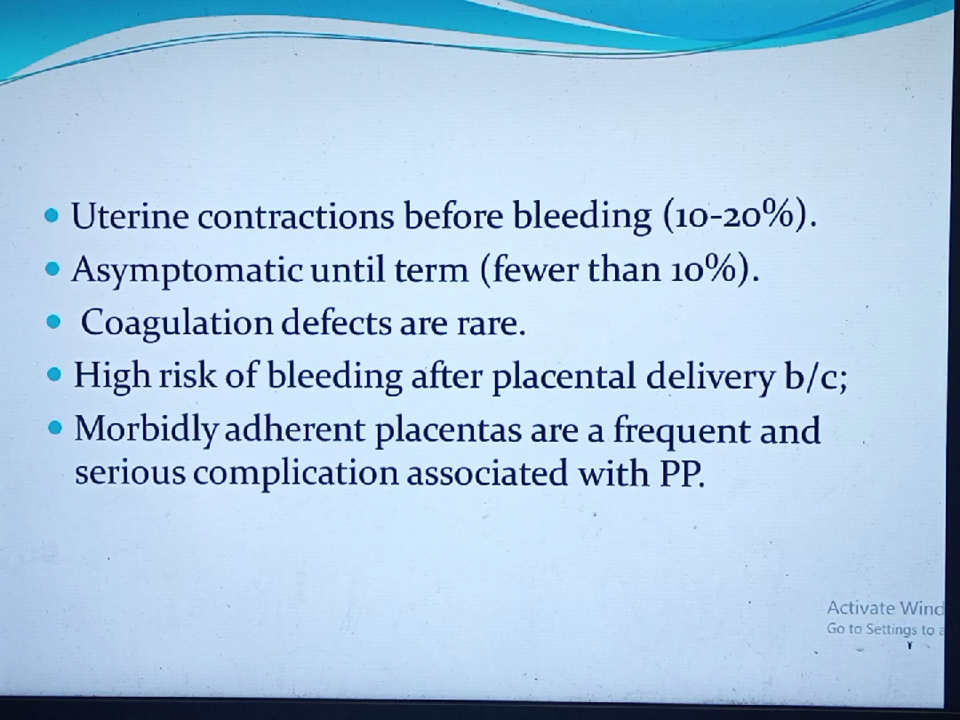 • Uterine contractions before bleeding (10-20%).
• Asymptomatic until term (fewer than 10%).
• Coagulation defects are rare.
• High risk of bleeding after placental delivery b/c;
• Morbidly adherent placentas are a frequent and
serious complication associated with PP.
Activate Wind
Go to Settings to a